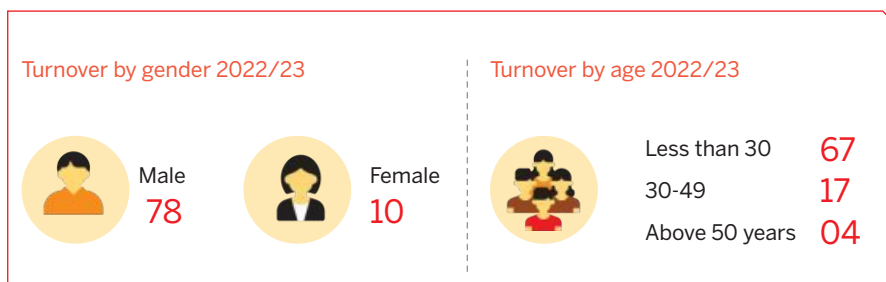 Turnover by gender 2022/23
Male
78
Female
10
Turnover by age 2022/23
Less than 30 67
30-49 17
Above 50 years 04